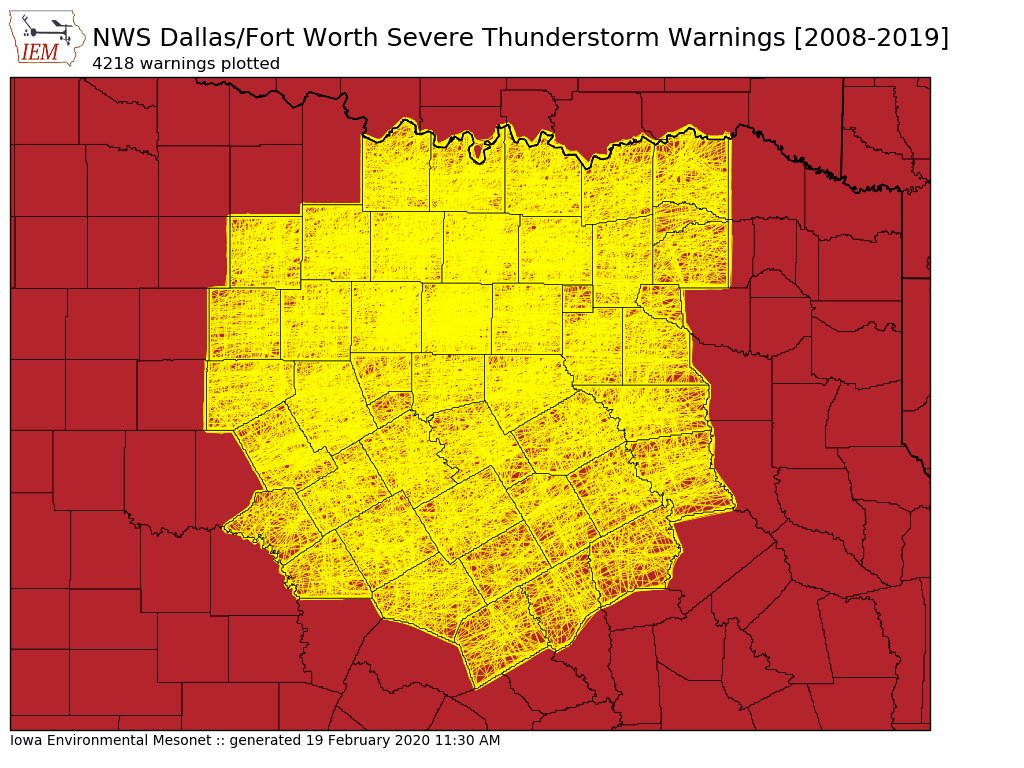 IEM
NWS Dallas/Fort Worth Severe Thunderstorm Warnings [2008-2019]
4218 warnings plotted
Iowa Environmental Mesonet :: generated 19 February 2020 11:30 AM